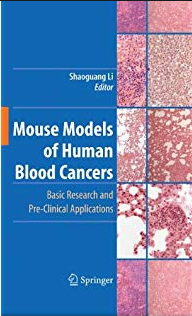 Shaoguang Li
Editor
Mouse Models
of Human
Blood Cancers
Basic Research and
Pre-Clinical Applications
Springer